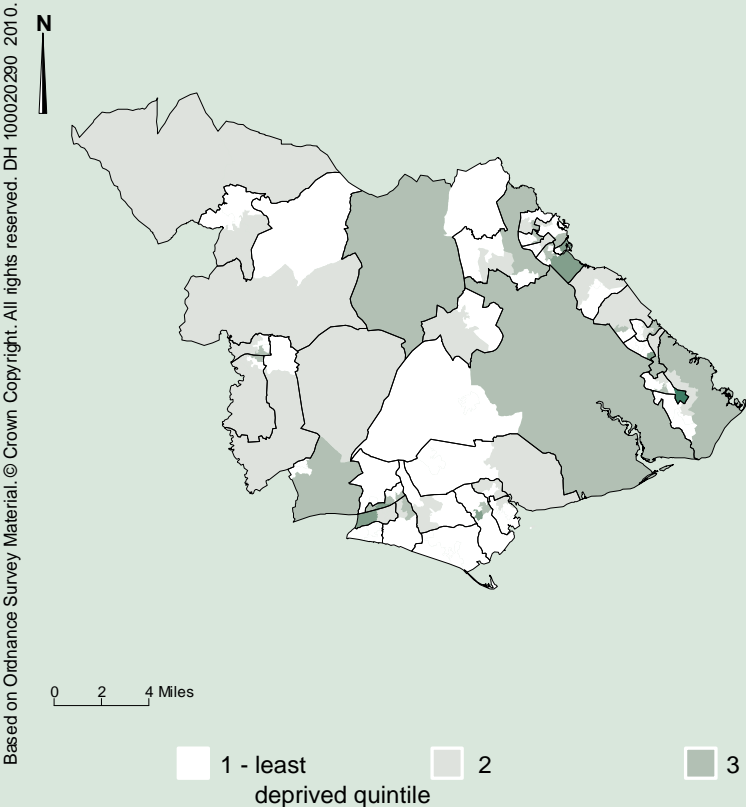 Based on Ordnance Survey Material. © Crown Copyright. All rights reserved. DH 100020290 2010.
N
0 2 4 Miles
1 - least
deprived quintile
2
3